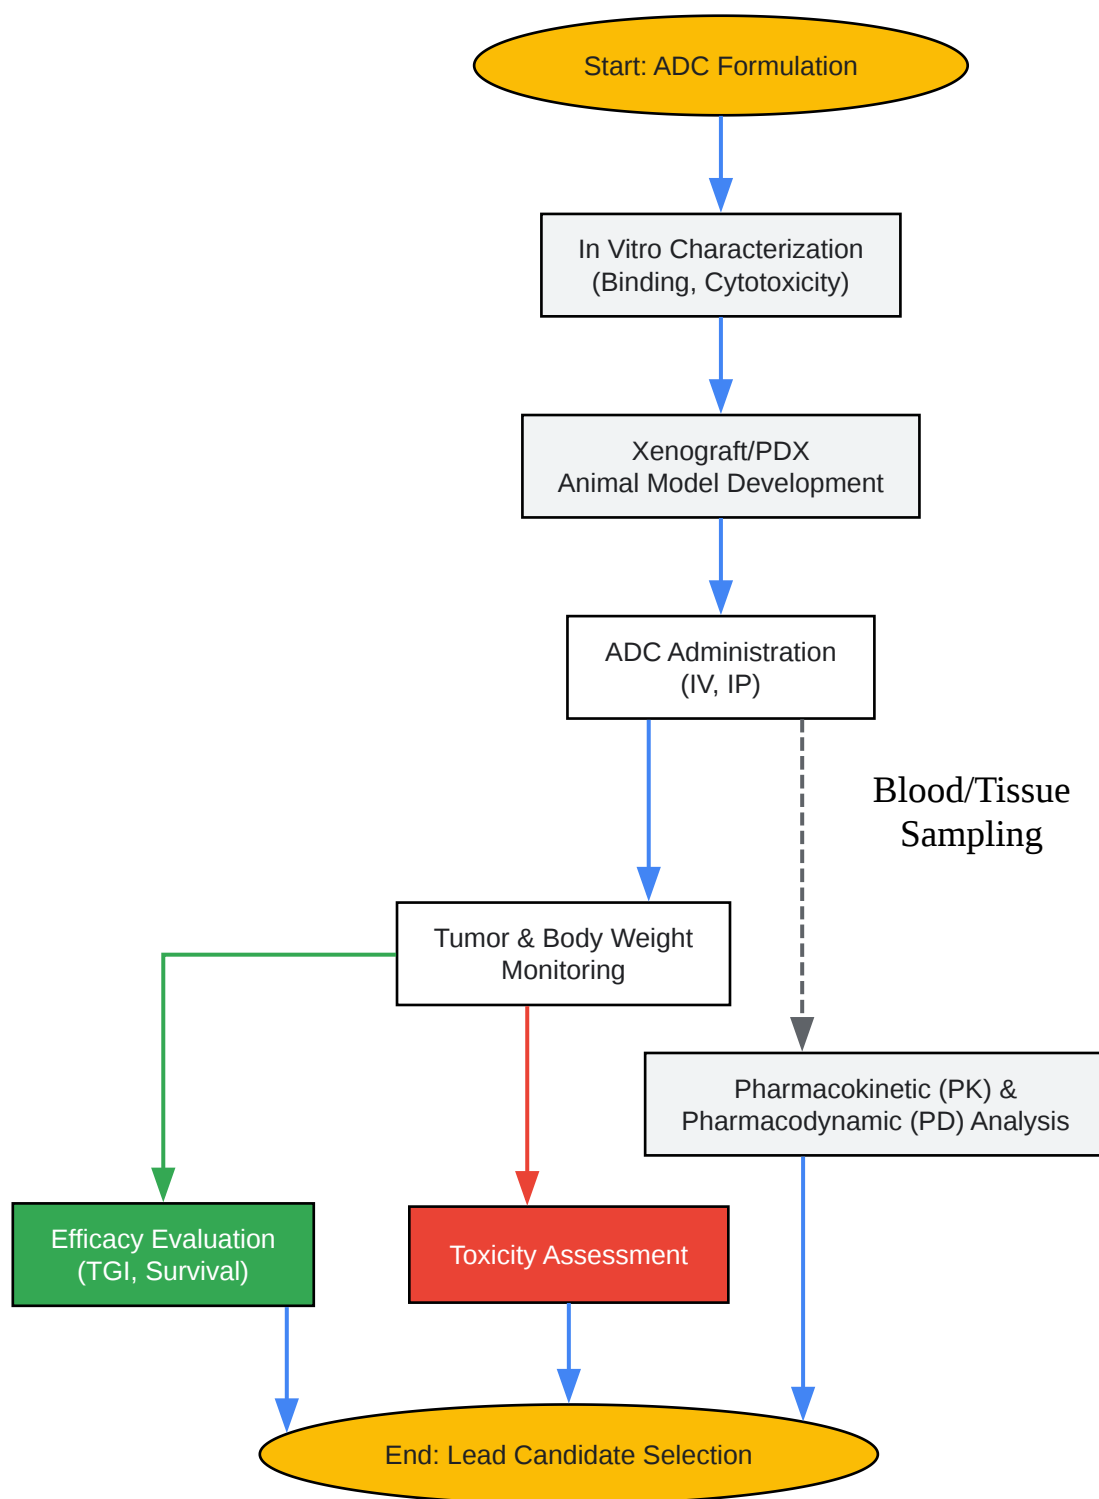 Start: ADC Formulation
In Vitro Characterization
(Binding, Cytotoxicity)
Xenograft/PDX
Animal Model Development
ADC Administration
(IV, IP)
Blood/Tissue
Sampling
Tumor & Body Weight
Monitoring
Pharmacokinetic (PK) &
Pharmacodynamic (PD) Analysis
Efficacy Evaluation
(TGI, Survival)
Toxicity Assessment
End: Lead Candidate Selection